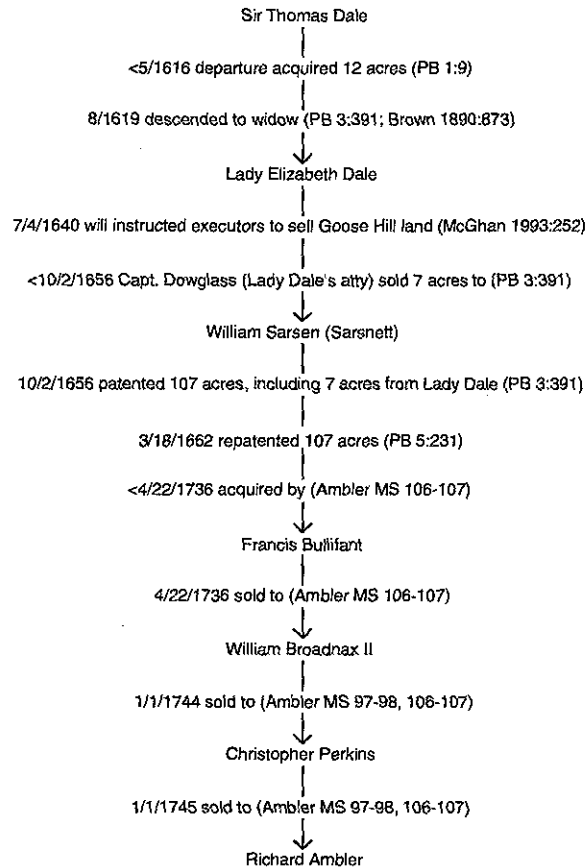 Sir Thomas Dale
<5/1616 departure acquired 12 acres (PB 1:9)
8/1619 descended to widow (PB 3:391; Brown 1890:873)
Lady Elizabeth Dale
7/4/1640 will instructed executors to sell Goose Hill land (McGhan 1993:252)
<10/2/1656 Capt. Dowglass (Lady Dale's atty) sold 7 acres to (PB 3:391)
William Sarsen (Sarsnett)
10/2/1656 patented 107 acres, including 7 acres from Lady Dale (PB 3:391)
3/18/1662 repatented 107 acres (PB 5:231)
<4/22/1736 acquired by (Ambler MS 106-107)
Francis Bullifant
4/22/1736 sold to (Ambler MS 106-107)
William Broadnax II
1/1/1744 sold to (Ambler MS 97-98, 106-107)
Christopher Perkins
1/1/1745 sold to (Ambler MS 97-98, 106-107)
Richard Ambler